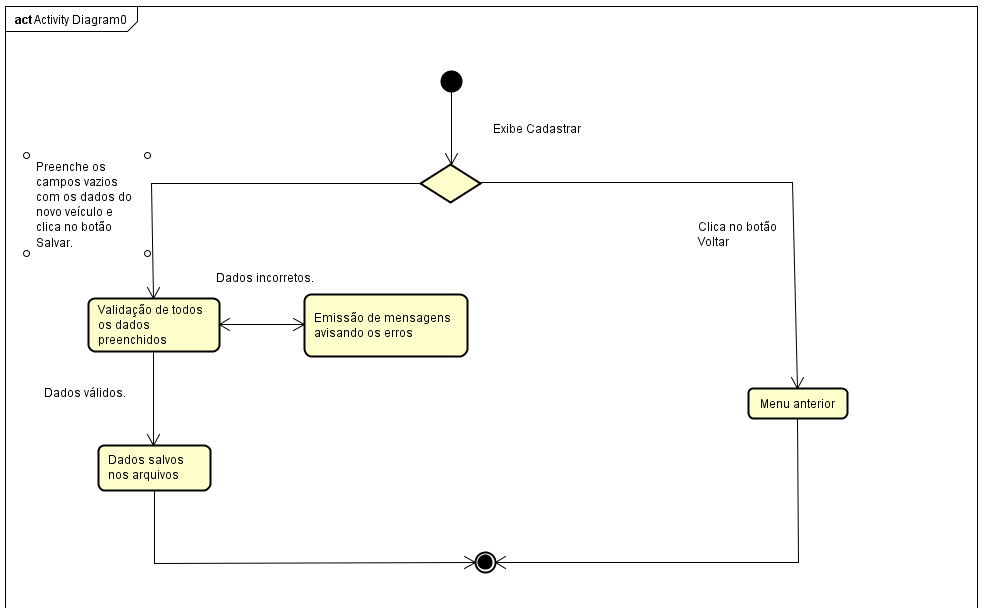 act Activity Diagram0
Exibe Cadastrar
Preenche os
campos vazios
com os dados do
novo veículo e
clica no botão
Salvar.
Clica no botão
Voltar
Dados incorretos.
Validação de todos
os dados
preenchidos
Emissão de mensagens
avisando os erros
Dados válidos.
Menu anterior
Dados salvos
nos arquivos